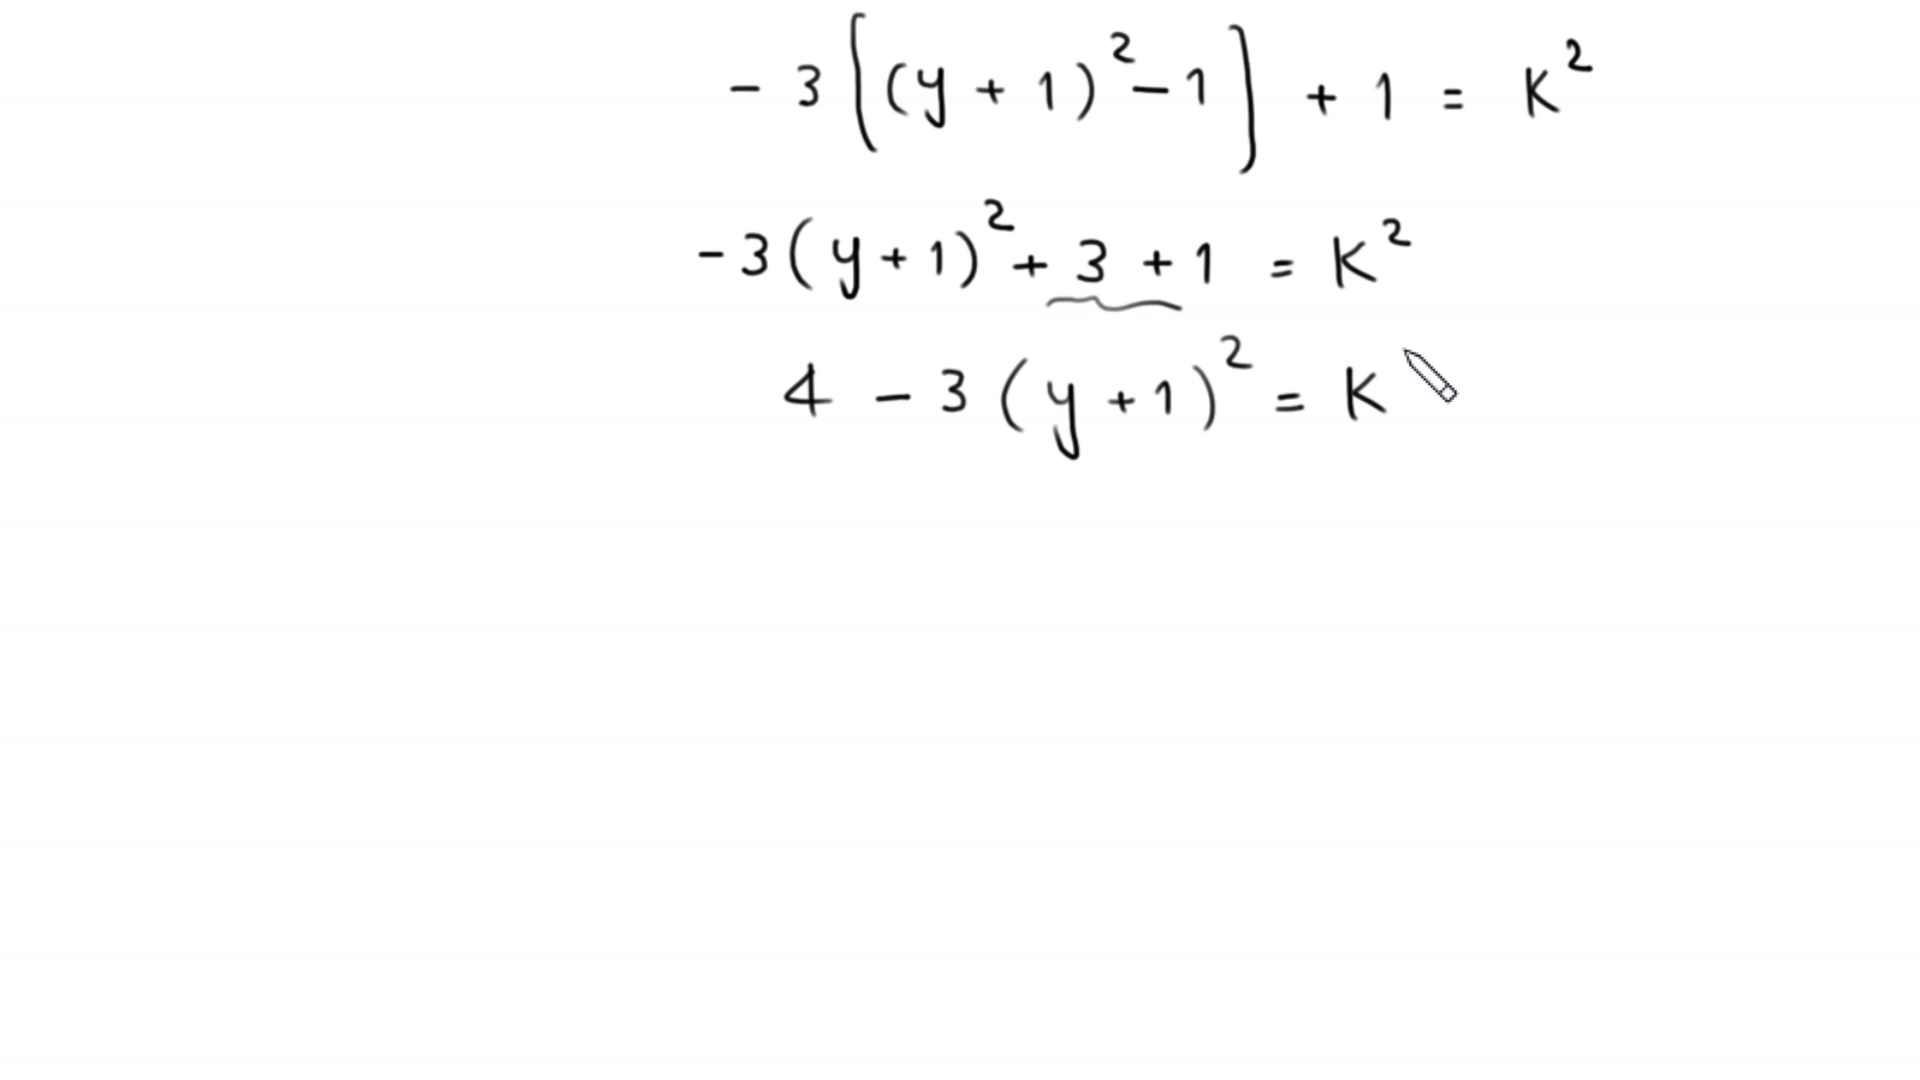 - 3 [(y + 1)² - 1] + 1 = K²
-3(y + 1)² + 3 + 1 = K²
4 - 3(y + 1)² = K